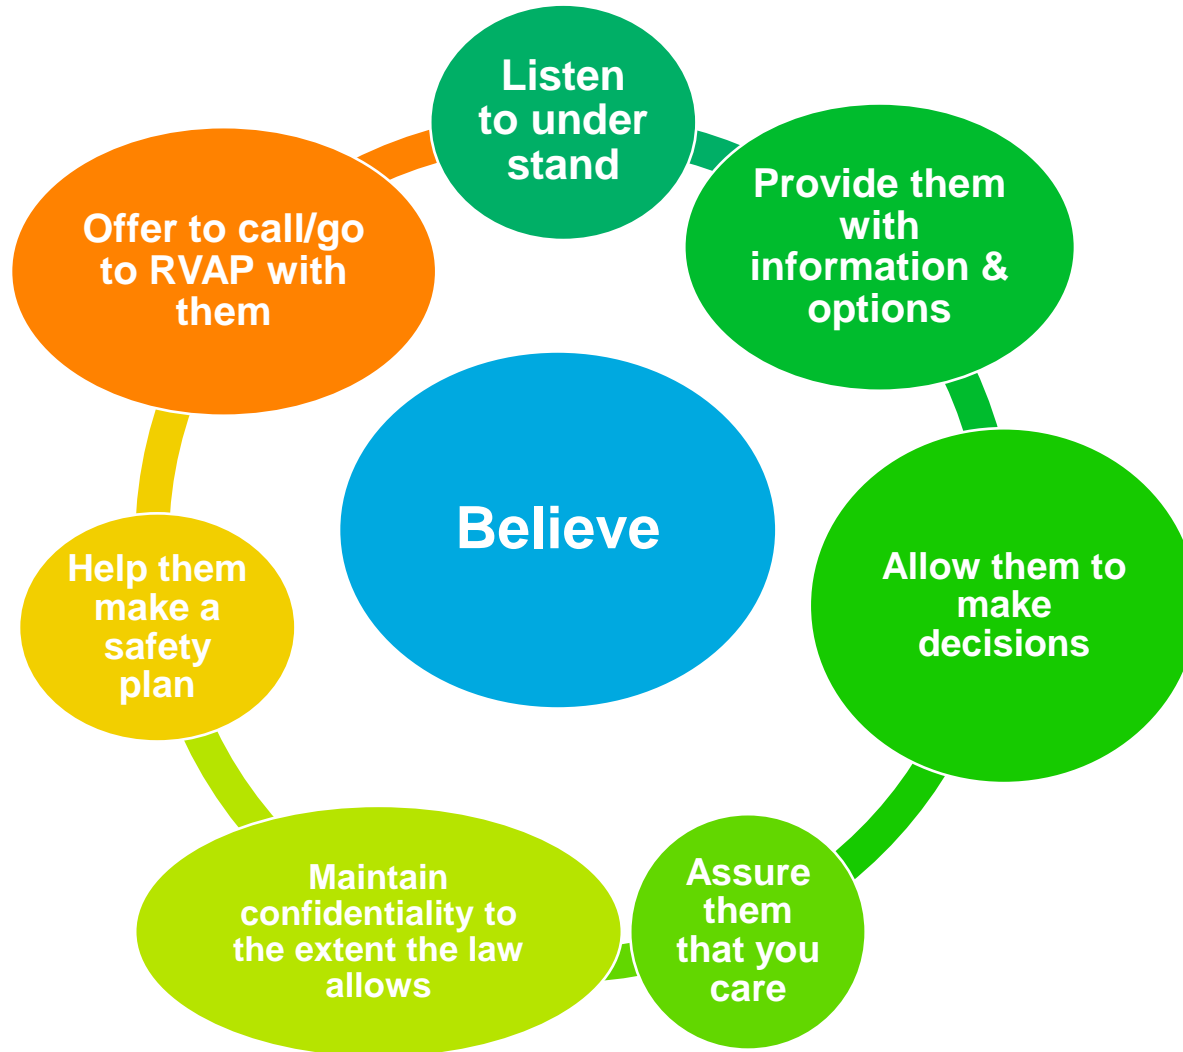 Listen
to under
stand
Provide them
with
information &
options
Allow them to
make
decisions
Assure
them
that you
care
Maintain
confidentiality to
the extent the law
allows
Help them
make a
safety
plan
Offer to call/go
to RVAP with
them
Believe